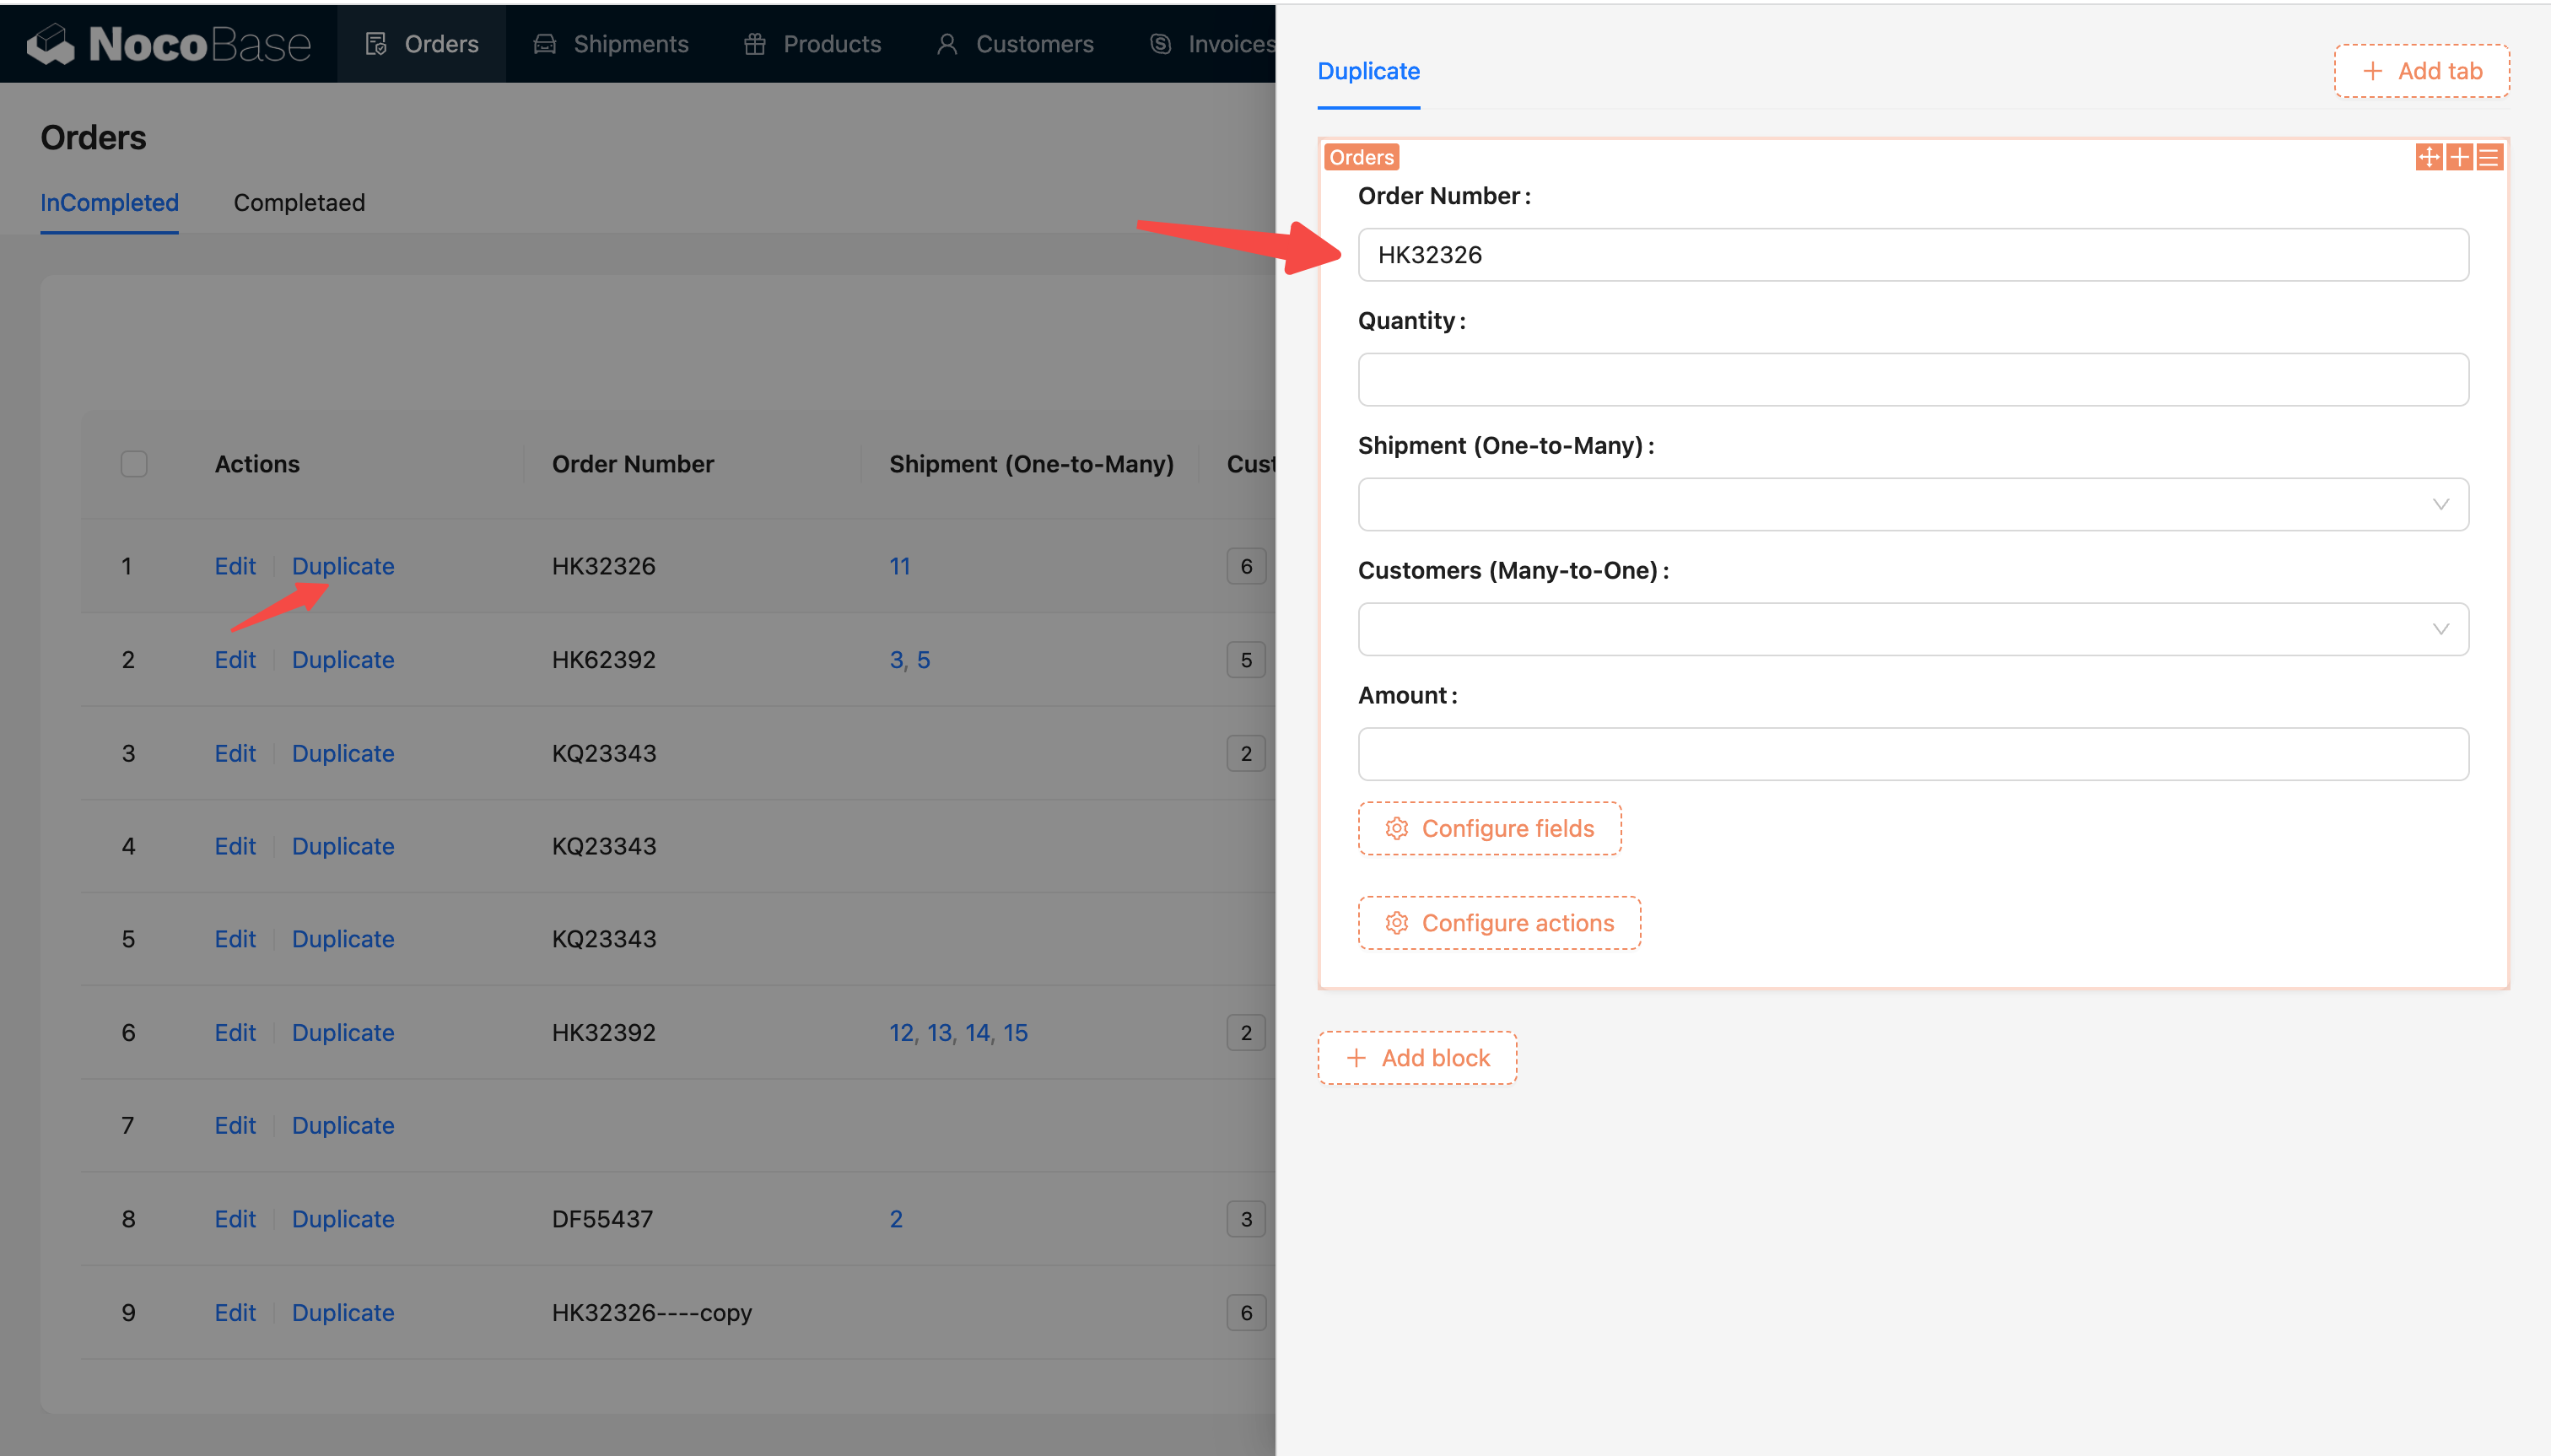 NocoBase Orders Shipments Products Customers Invoices
Orders
InCompleted Completaed
Actions Order Number Shipment (One-to-Many) Cust
1 Edit Duplicate HK32326 11 6
2 Edit Duplicate HK62392 3, 5 5
3 Edit Duplicate KQ23343 2
4 Edit Duplicate KQ23343
5 Edit Duplicate KQ23343
6 Edit Duplicate HK32392 12, 13, 14, 15 2
7 Edit Duplicate
8 Edit Duplicate DF55437 2 3
9 Edit Duplicate HK32326----copy 6
Duplicate
Add tab
Orders
Order Number :
HK32326
Quantity :
Shipment (One-to-Many) :
Customers (Many-to-One) :
Amount :
Configure fields
Configure actions
Add block